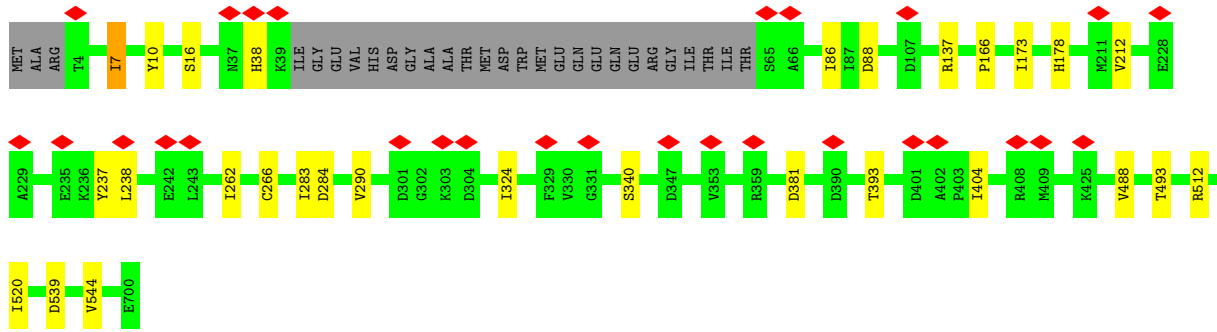 MET ALA ARG T4 I7 Y10 S16 N37 H38 K39 ILE GLY GLU VAL HIS ASP GLY ALA ALA THR MET ASP TRP MET GLU GLN GLU GLN GLU ARG GLY ILE THR ILE THR S65 A66 I86 I87 D88 D107 R137 P166 I173 H178 M211 V212 E228
A229 E235 K236 Y237 L238 E242 L243 I262 C266 I283 D284 V290 D301 G302 K303 D304 I324 F329 V330 G331 S340 D347 V353 R359 D381 D390 T393 D401 A402 P403 I404 R408 M409 K425 V488 T493 R512
I520 D539 V544 E700